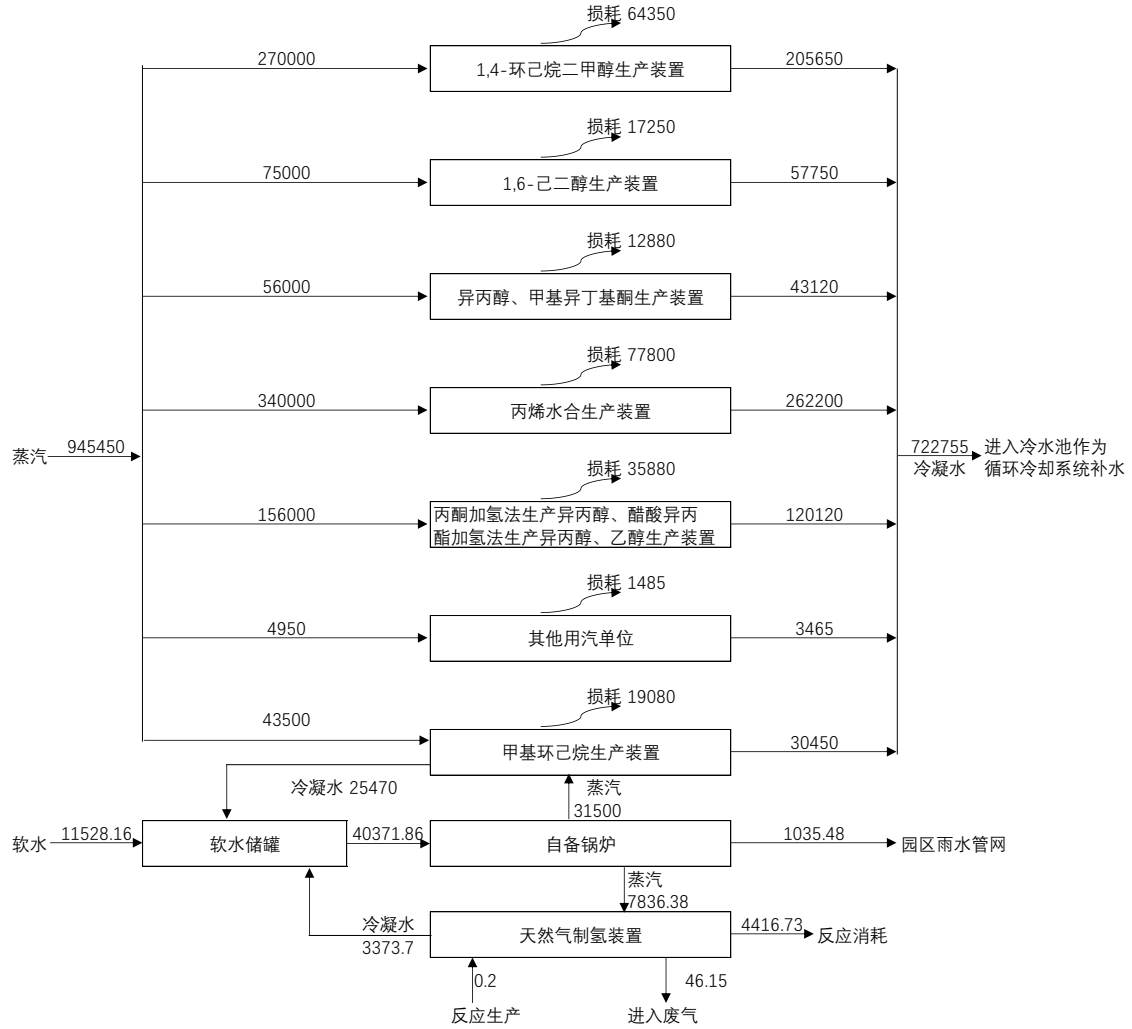 损耗 64350
270000
1,4-环己烷二甲醇生产装置
205650
损耗 17250
75000
1,6-己二醇生产装置
57750
损耗 12880
56000
异丙醇、甲基异丁基酮生产装置
43120
损耗 77800
340000
丙烯水合生产装置
262200
蒸汽
945450
722755
冷凝水
进入冷水池作为
循环冷却系统补水
损耗 35880
156000
丙酮加氢法生产异丙醇、醋酸异丙
酯加氢法生产异丙醇、乙醇生产装置
120120
损耗 1485
4950
其他用汽单位
3465
损耗 19080
43500
甲基环己烷生产装置
30450
冷凝水 25470
蒸汽
31500
软水
11528.16
软水储罐
40371.86
自备锅炉
1035.48
园区雨水管网
蒸汽
7836.38
冷凝水
3373.7
天然气制氢装置
4416.73
反应消耗
0.2
反应生产
46.15
进入废气